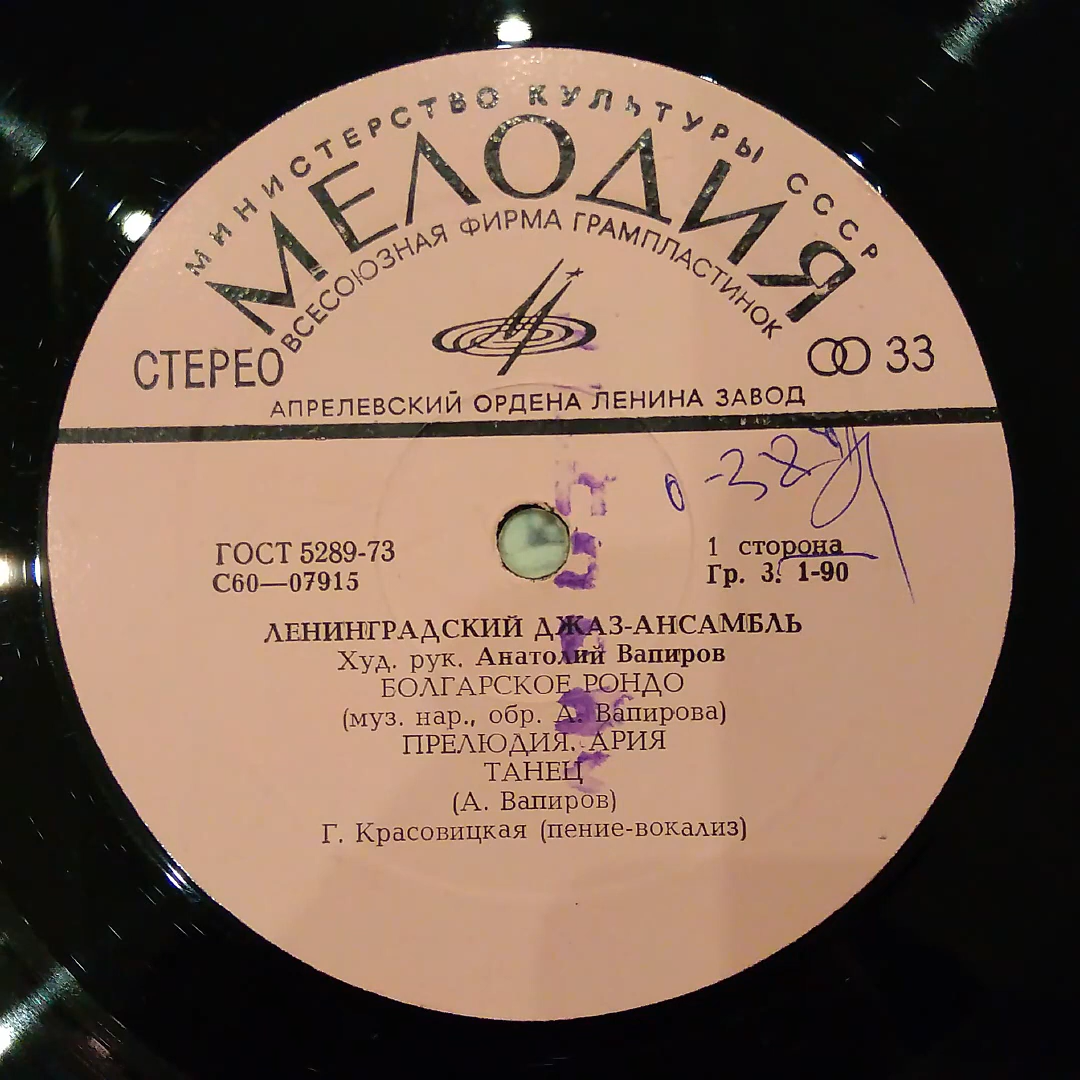 МИНИСТЕРСТВО КУЛЬТУРЫ СССР
МЕЛОДИЯ
ВСЕСОЮЗНАЯ ФИРМА ГРАМПЛАСТИНОК
СТЕРЕО
33
АПРЕЛЕВСКИЙ ОРДЕНА ЛЕНИНА ЗАВОД
ГОСТ 5289-73
С60—07915
1 сторона
Гр. 3. 1-90
ЛЕНИНГРАДСКИЙ ДЖАЗ-АНСАМБЛЬ
Худ. рук. Анатолий Вапиров
БОЛГАРСКОЕ РОНДО
(муз. нар., обр. А. Вапирова)
ПРЕЛЮДИЯ. АРИЯ
ТАНЕЦ
(А. Вапиров)
Г. Красовицкая (пение-вокализ)